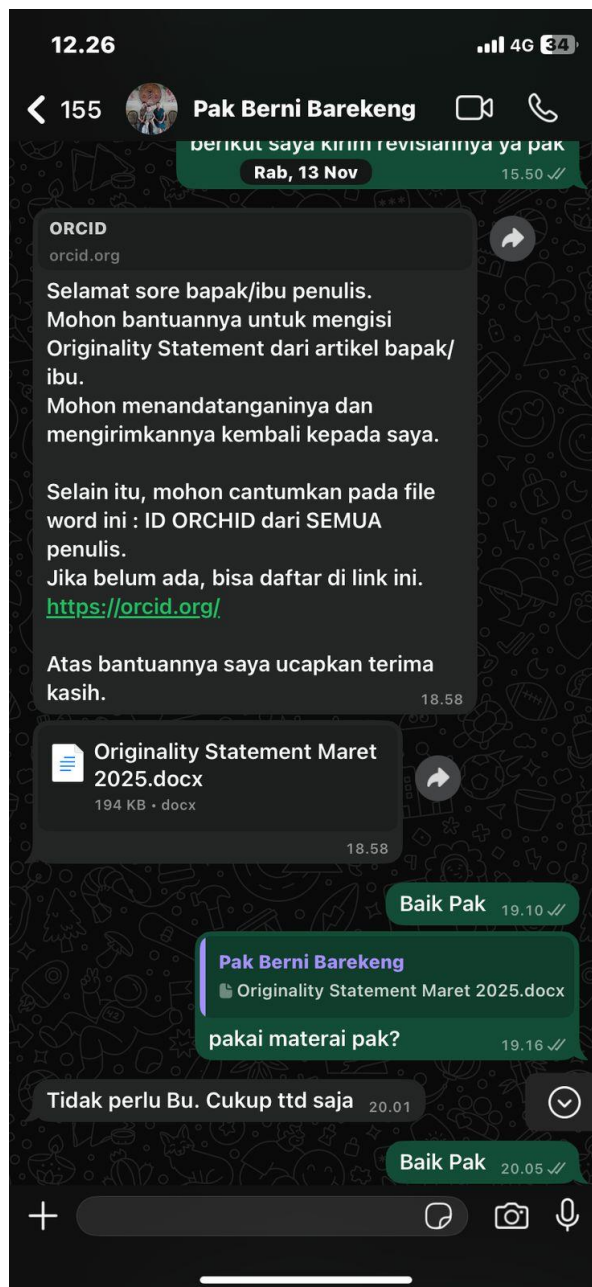 12.26
4G 34
155
Pak Berni Barekeng
berikut saya kirim revisiannya ya pak
Rab, 13 Nov
15.50
ORCID
orcid.org
Selamat sore bapak/ibu penulis.
Mohon bantuannya untuk mengisi
Originality Statement dari artikel bapak/
ibu.
Mohon menandatanganinya dan
mengirimkannya kembali kepada saya.
Selain itu, mohon cantumkan pada file
word ini : ID ORCHID dari SEMUA
penulis.
Jika belum ada, bisa daftar di link ini.
https://orcid.org/
Atas bantuannya saya ucapkan terima
kasih.
18.58
Originality Statement Maret
2025.docx
194 KB • docx
18.58
Baik Pak 19.10
Pak Berni Barekeng
Originality Statement Maret 2025.docx
pakai materai pak?
19.16
Tidak perlu Bu. Cukup ttd saja 20.01
Baik Pak 20.05